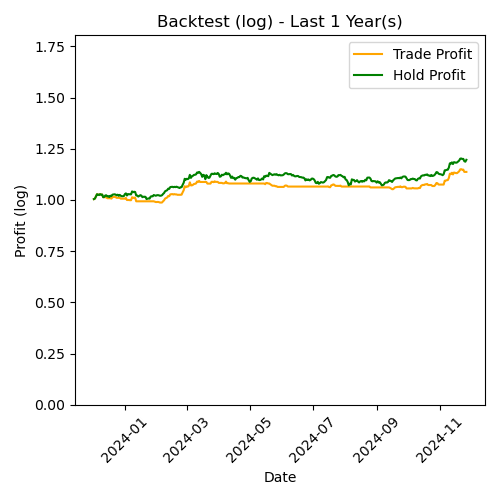 Backtest (log) - Last 1 Year(s)
Trade Profit
Hold Profit
Profit (log)
1.75
1.50
1.25
1.00
0.75
0.50
0.25
0.00
2024-01
2024-03
2024-05
2024-07
2024-09
2024-11
Date